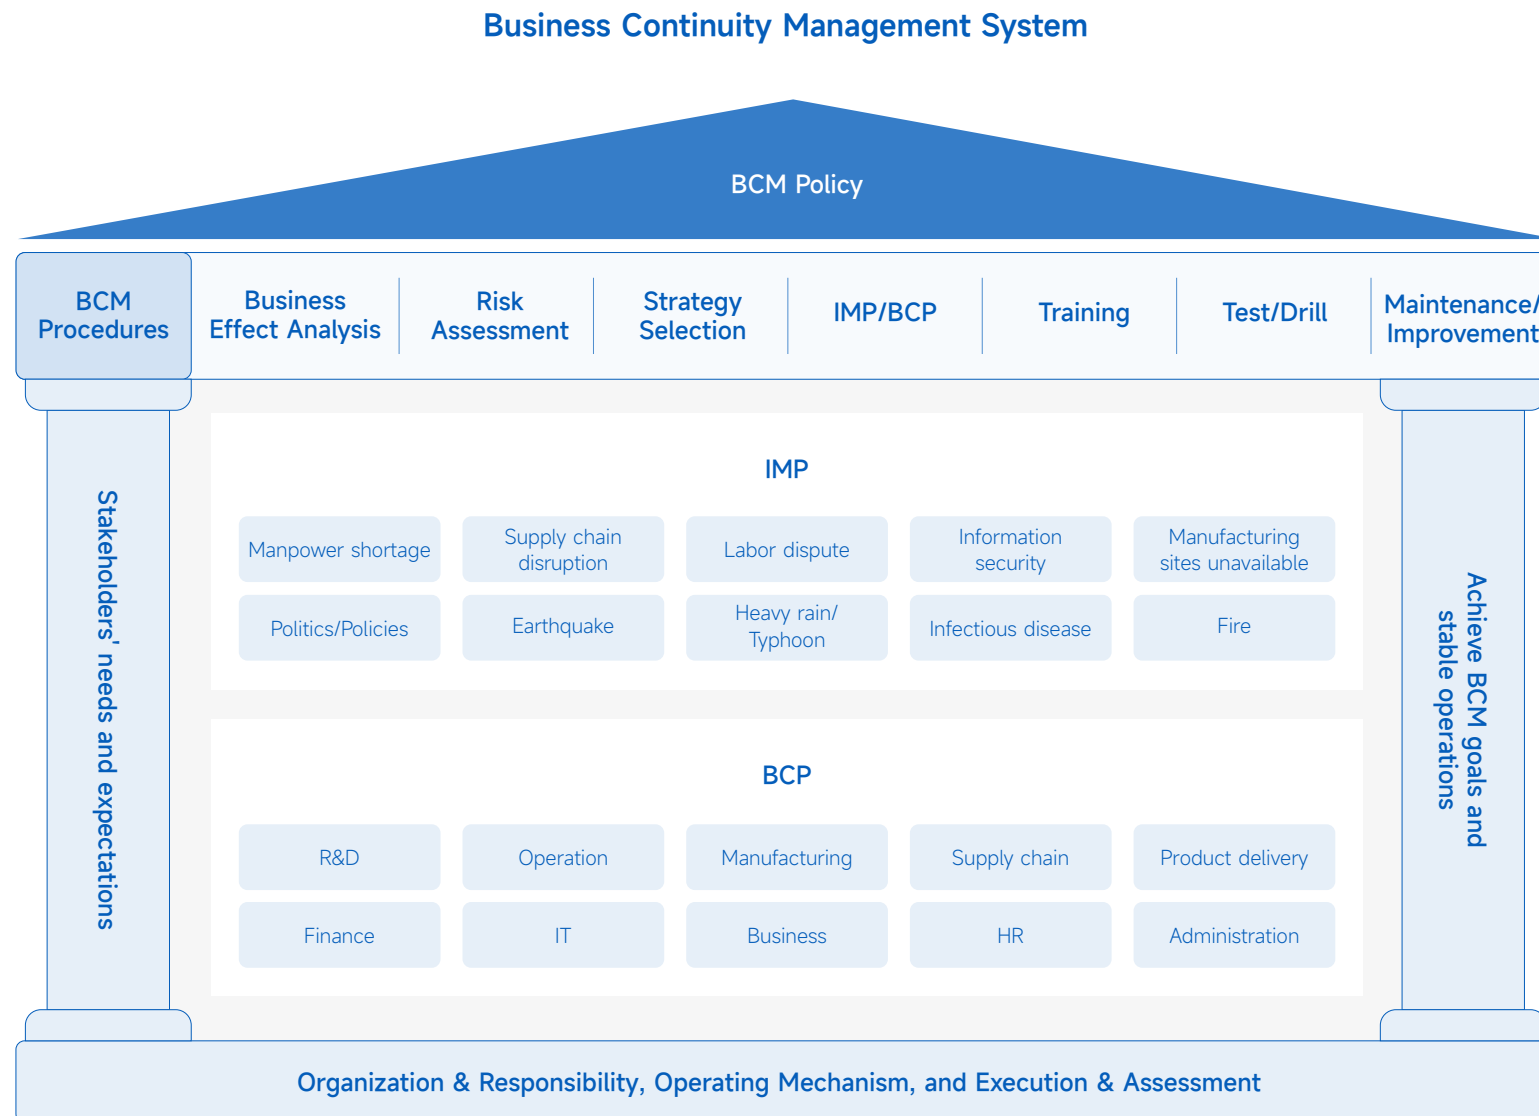 Business Continuity Management System
BCM Policy
BCM
Procedures
Business
Effect Analysis
Risk
Assessment
Strategy
Selection
IMP/BCP
Training
Test/Drill
Maintenance/
Improvement
Stakeholders' needs and expectations
IMP
Manpower shortage
Supply chain
disruption
Labor dispute
Information
security
Manufacturing
sites unavailable
Politics/Policies
Earthquake
Heavy rain/
Typhoon
Infectious disease
Fire
BCP
R&D
Operation
Manufacturing
Supply chain
Product delivery
Finance
IT
Business
HR
Administration
Achieve BCM goals and
stable operations
Organization & Responsibility, Operating Mechanism, and Execution & Assessment